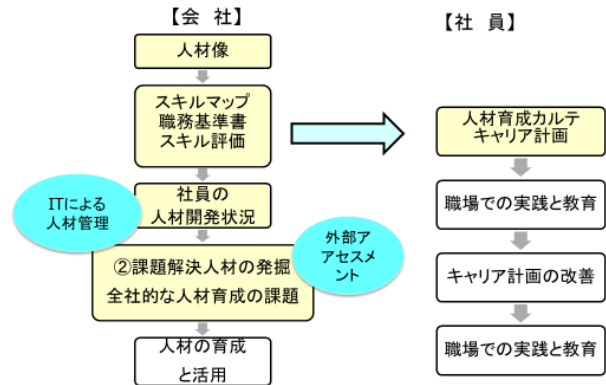 【会　社】
人材像
スキルマップ
職務基準書
スキル評価
社員の
人材開発状況
ITによる
人材管理
外部ア
アセスメ
ント
②課題解決人材の発掘
全社的な人材育成の課題
人材の育成
と活用
【社　員】
人材育成カルテ
キャリア計画
職場での実践と教育
キャリア計画の改善
職場での実践と教育